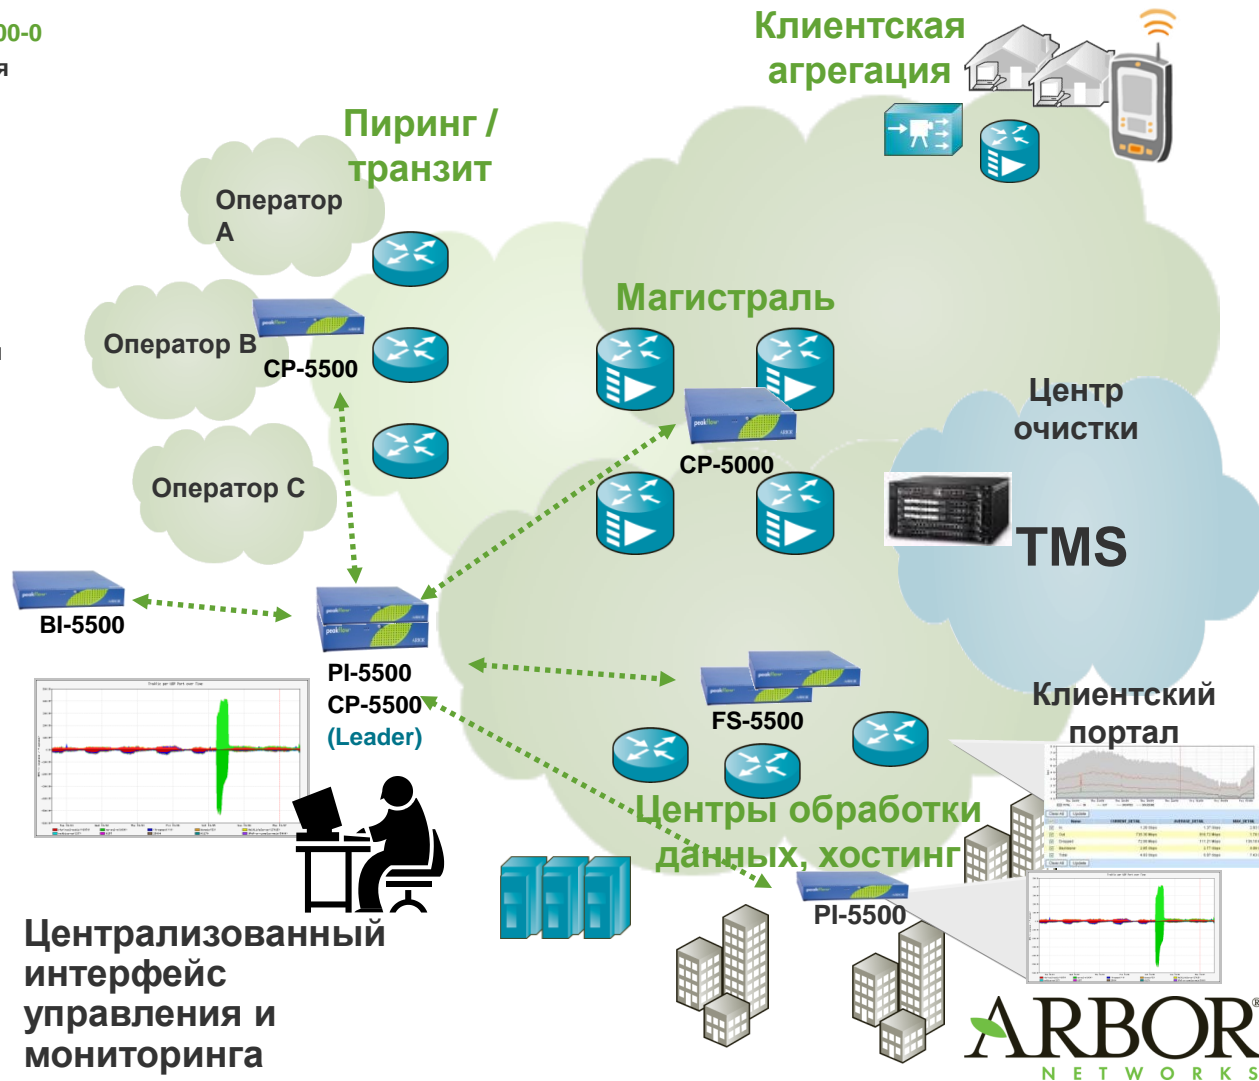 00-0
я
Клиентская
агрегация
Пиринг /
транзит
Оператор
А
Магистраль
Оператор В
CP-5500
Центр
очистки
CP-5000
Оператор С
TMS
BI-5500
PI-5500
CP-5500
(Leader)
FS-5500
Клиентский
портал
Центры обработки
данных, хостинг
PI-5500
Централизованный
интерфейс
управления и
мониторинга
ARBOR®
NETWORKS